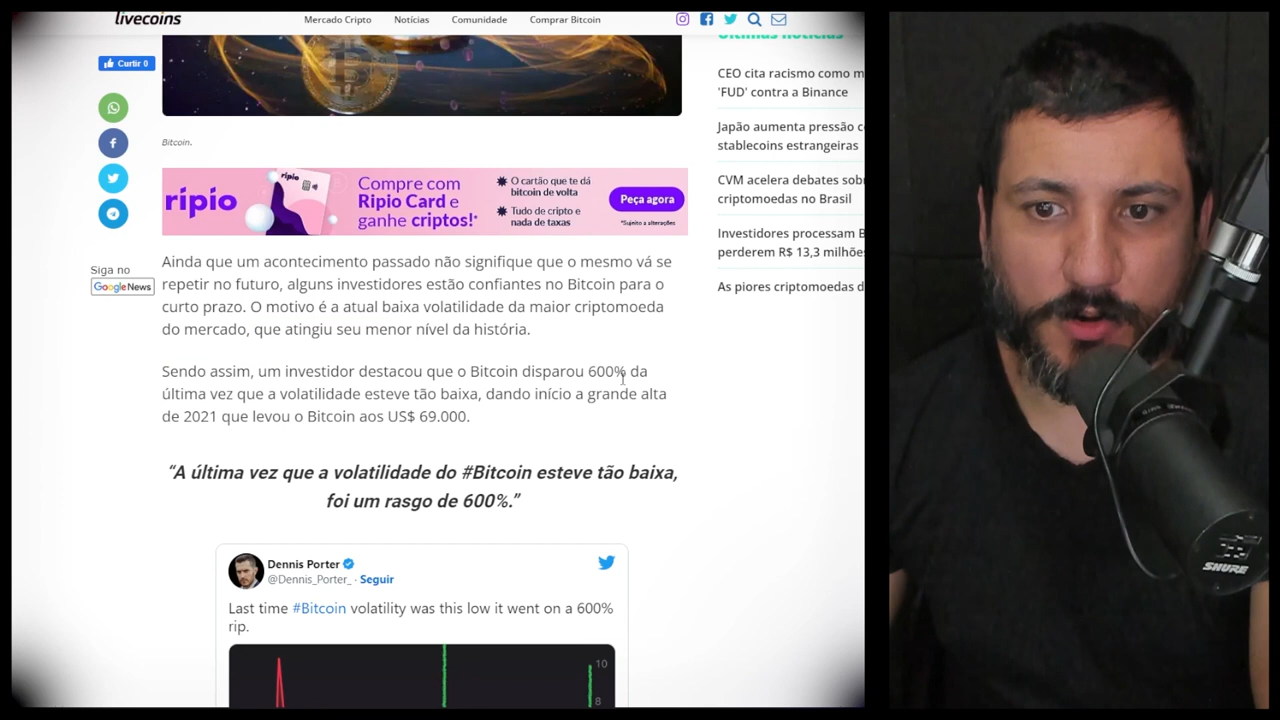 livecoins
Mercado Cripto
Notícias
Comunidade
Comprar Bitcoin
Curtir 0
Siga no
Google News
Bitcoin.
ripio
ripio
Compre com
Ripio Card e
ganhe criptos!*
O cartão que te dá
bitcoin de volta
Tudo de cripto e
nada de taxas
Peça agora
*Sujeito a alterações
Ainda que um acontecimento passado não signifique que o mesmo vá se
repetir no futuro, alguns investidores estão confiantes no Bitcoin para o
curto prazo. O motivo é a atual baixa volatilidade da maior criptomoeda
do mercado, que atingiu seu menor nível da história.
Sendo assim, um investidor destacou que o Bitcoin disparou 600% da
última vez que a volatilidade esteve tão baixa, dando início a grande alta
de 2021 que levou o Bitcoin aos US$ 69.000.
“A última vez que a volatilidade do #Bitcoin esteve tão baixa,
foi um rasgo de 600%.”
Dennis Porter
@Dennis_Porter_ · Seguir
Last time #Bitcoin volatility was this low it went on a 600%
rip.
10
8
Últimas notícias
CEO cita racismo como m
'FUD' contra a Binance
Japão aumenta pressão c
stablecoins estrangeiras
CVM acelera debates sob
criptomoedas no Brasil
Investidores processam B
perderem R$ 13,3 milhõe
As piores criptomoedas d
SHURE